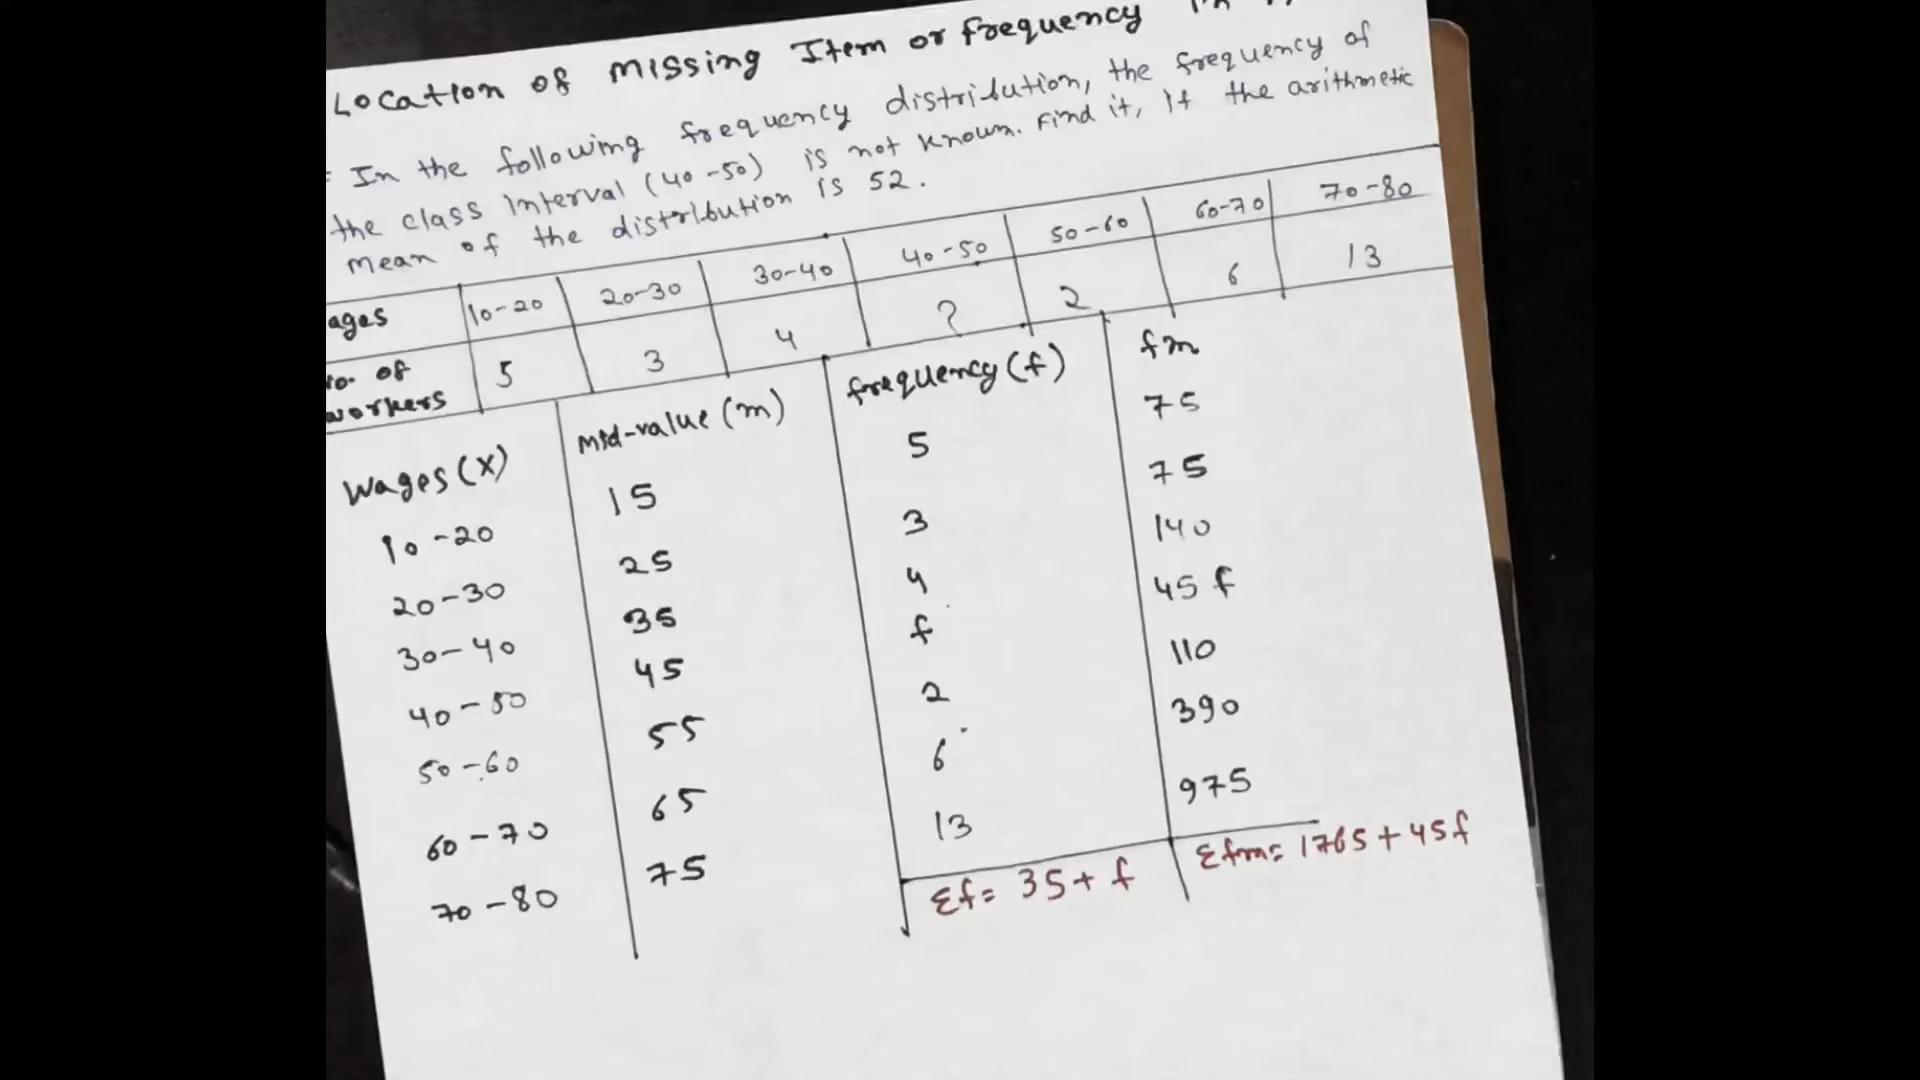 Location of Missing Item or frequency in
In the following frequency distribution, the frequency of
the class interval (40-50) is not known. Find it, if the arithmetic
mean of the distribution is 52.
ages 10-20 20-30 30-40 40-50 50-60 60-70 70-80
No. of workers 5 3 4 ? 2 6 13
Wages (X) Mid-value (m) frequency (f) fm
10-20 15 5 75
20-30 25 3 75
30-40 35 4 140
40-50 45 f 45 f
50-60 55 2 110
60-70 65 6 390
70-80 75 13 975
Σf= 35+ f Σfm= 1765+45f